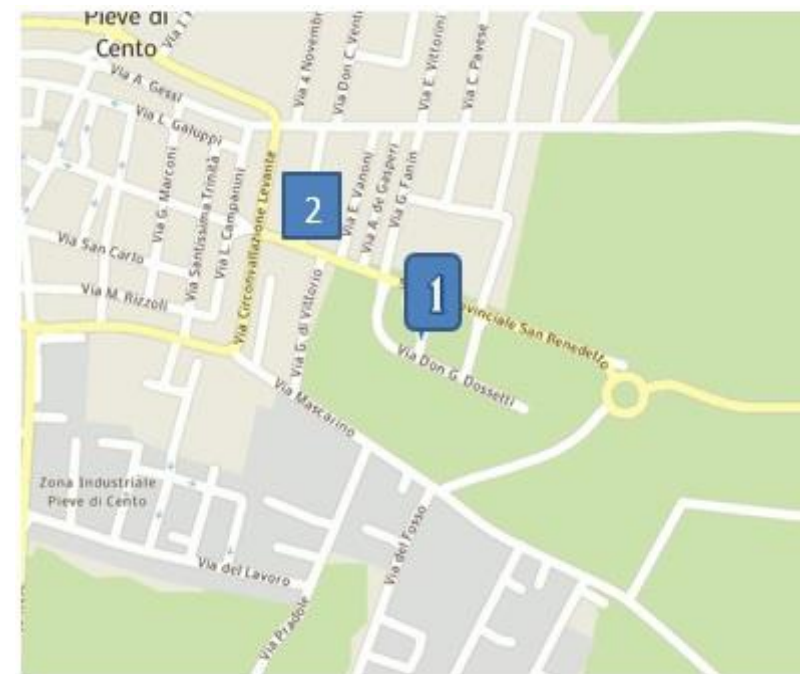 Pieve di
Cento
Via A. Gessi
Via L. Galuppi
Via 4 Novembr
Via Don C. Vent
Via E. Vittorini
Via C. Pavese
Via G. Marconi
Via Santissima Trinità
Via L. Campanini
Via Circonvallazione Levante
2
Via E. Vanoni
Via A. de Gasperi
Via G. Fanin
Via San Carlo
Via M. Rizzoli
Via G. di Vittorio
1
ovinciale San Benedetto
Via Don G. Dossetti
Via Mascarino
Zona Industriale
Pieve di Cento
Via del Lavoro
Via del Fosso
Via Pradole